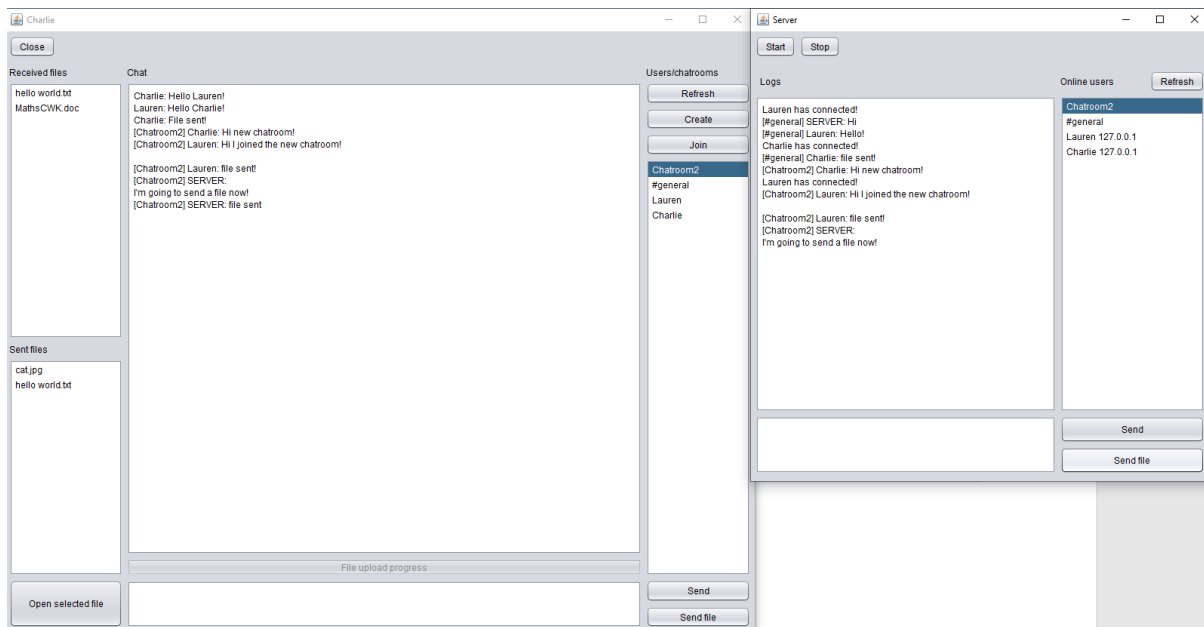 Charlie
Close
Received files
hello world.txt
MathsCWK.doc
Sent files
cat.jpg
hello world.txt
Open selected file
Chat
Charlie: Hello Lauren!
Lauren: Hello Charlie!
Charlie: File sent!
[Chatroom2] Charlie: Hi new chatroom!
[Chatroom2] Lauren: Hi I joined the new chatroom!
[Chatroom2] Lauren: file sent!
[Chatroom2] SERVER:
I'm going to send a file now!
[Chatroom2] SERVER: file sent
File upload progress
Users/chatrooms
Refresh
Create
Join
Chatroom2
#general
Lauren
Charlie
Send
Send file
Server
Start
Stop
Logs
Lauren has connected!
[#general] SERVER: Hi
[#general] Lauren: Hello!
Charlie has connected!
[#general] Charlie: file sent!
[Chatroom2] Charlie: Hi new chatroom!
Lauren has connected!
[Chatroom2] Lauren: Hi I joined the new chatroom!
[Chatroom2] Lauren: file sent!
[Chatroom2] SERVER:
I'm going to send a file now!
Online users
Refresh
Chatroom2
#general
Lauren 127.0.0.1
Charlie 127.0.0.1
Send
Send file